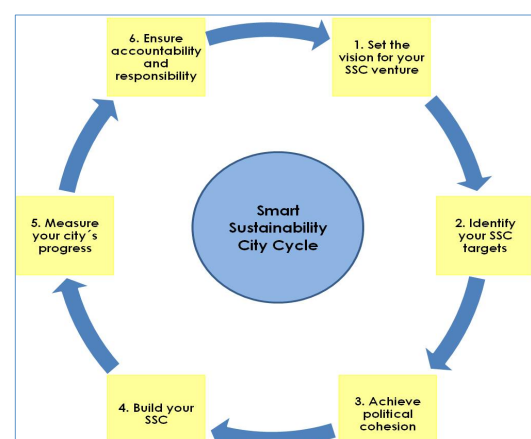 6. Ensure
accountability
and
responsibility
1. Set the
vision for your
SSC venture
Smart
Sustainability
City Cycle
5. Measure
your city´s
progress
2. Identify
your SSC
targets
4. Build your
SSC
3. Achieve
political
cohesion